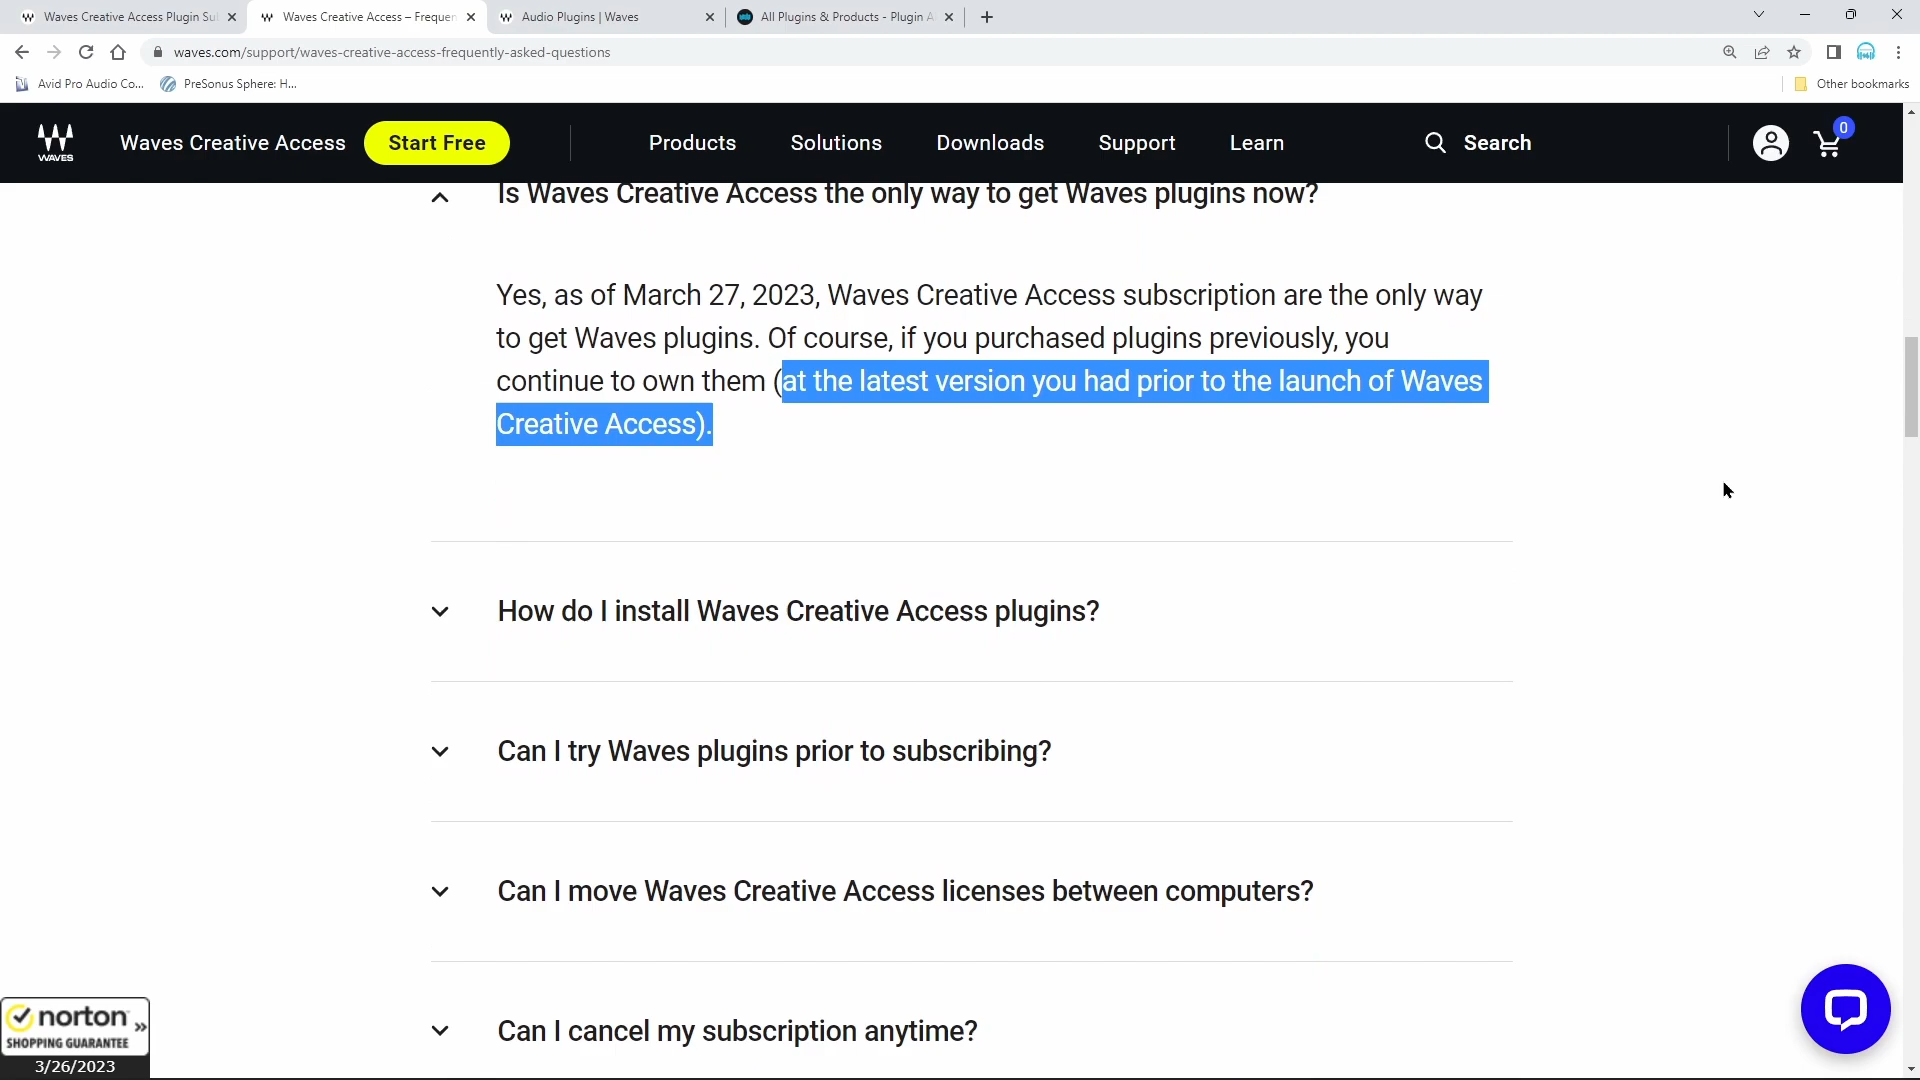 Waves Creative Access Plugin Su
Waves Creative Access – Frequen
Audio Plugins | Waves
All Plugins & Products - Plugin A
waves.com/support/waves-creative-access-frequently-asked-questions
Avid Pro Audio Co...
PreSonus Sphere: H...
Other bookmarks
WAVES
Waves Creative Access
Start Free
Products
Solutions
Downloads
Support
Learn
Search
0
Is Waves Creative Access the only way to get Waves plugins now?
Yes, as of March 27, 2023, Waves Creative Access subscription are the only way
to get Waves plugins. Of course, if you purchased plugins previously, you
continue to own them (at the latest version you had prior to the launch of Waves
Creative Access).
How do I install Waves Creative Access plugins?
Can I try Waves plugins prior to subscribing?
Can I move Waves Creative Access licenses between computers?
Can I cancel my subscription anytime?
norton
SHOPPING GUARANTEE
3/26/2023